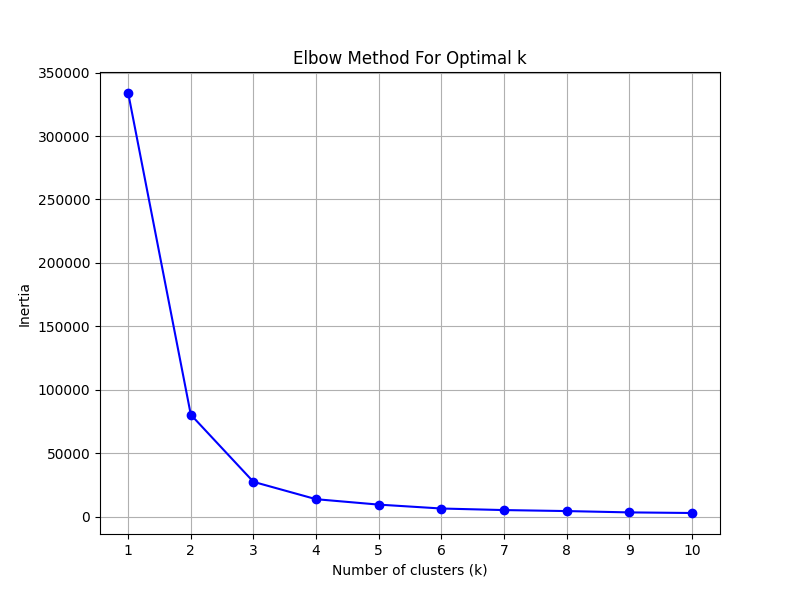 Elbow Method For Optimal k
350000
300000
250000
200000
150000
100000
50000
0
Inertia
1 2 3 4 5 6 7 8 9 10
Number of clusters (k)